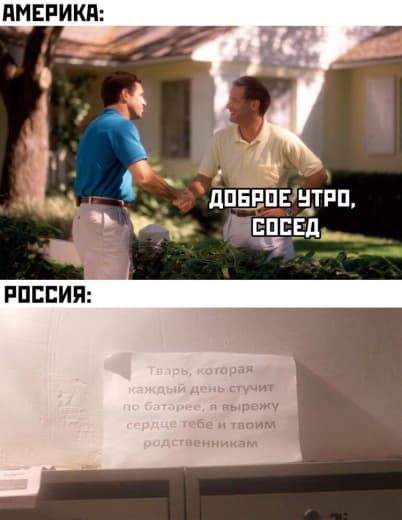 АМЕРИКА:
ДОБРОЕ УТРО,
СОСЕД
РОССИЯ:
Тварь, которая
каждый день стучит
по батарее, я вырежу
сердце тебе и твоим
родственникам